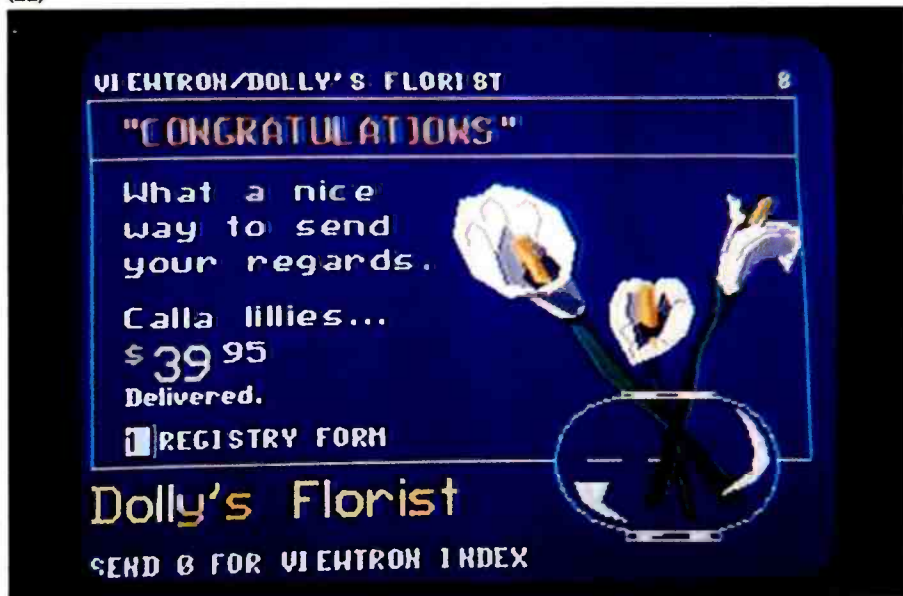 VIEWTRON/DOLLY'S FLORIST 8
"CONGRATULATIONS"
What a nice
way to send
your regards.
Calla lillies...
$39 95
Delivered.
1 REGISTRY FORM
Dolly's Florist
SEND 0 FOR VIEWTRON INDEX